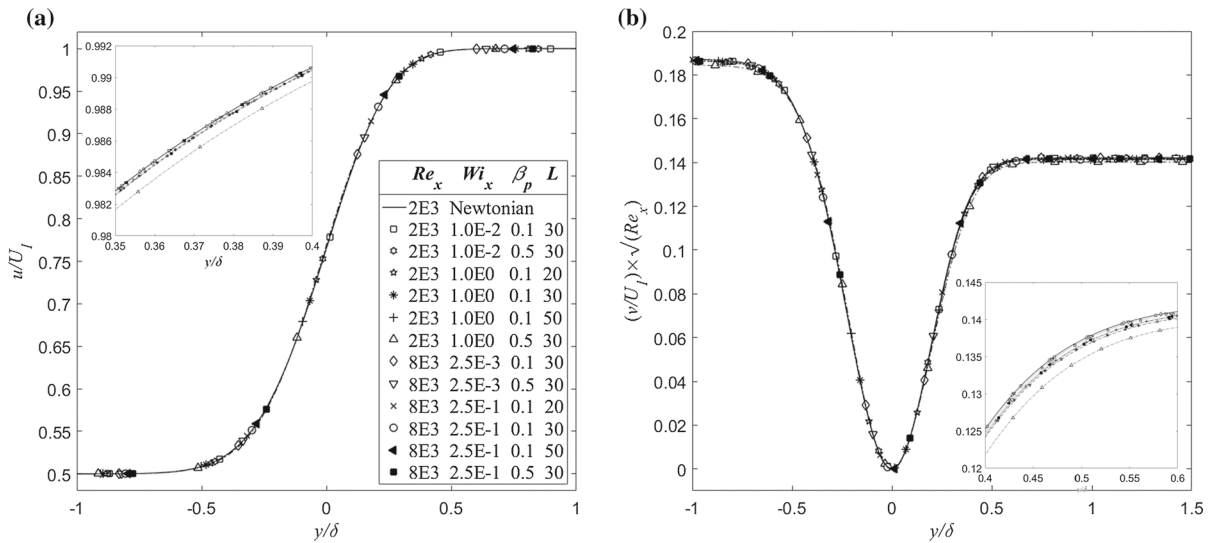 (a)
1
0.95
0.9
0.85
0.8
0.75
0.7
0.65
0.6
0.55
0.5
u/U1
-1
-0.5
0
0.5
1
y/δ
0.992
0.99
0.988
0.986
0.984
0.982
0.98
0.35
0.36
0.37
0.38
0.39
0.4
y/δ
Rex Wix βp L
2E3 Newtonian
2E3 1.0E-2 0.1 30
2E3 1.0E-2 0.5 30
2E3 1.0E0 0.1 20
2E3 1.0E0 0.1 30
2E3 1.0E0 0.1 50
2E3 1.0E0 0.5 30
8E3 2.5E-3 0.1 30
8E3 2.5E-3 0.5 30
8E3 2.5E-1 0.1 20
8E3 2.5E-1 0.1 30
8E3 2.5E-1 0.1 50
8E3 2.5E-1 0.5 30
(b)
0.2
0.18
0.16
0.14
0.12
0.1
0.08
0.06
0.04
0.02
0
(v/U1)×√(Rex)
-1
-0.5
0
0.5
1
1.5
y/δ
0.145
0.14
0.135
0.13
0.125
0.12
0.4
0.45
0.5
0.55
0.6
y/δ